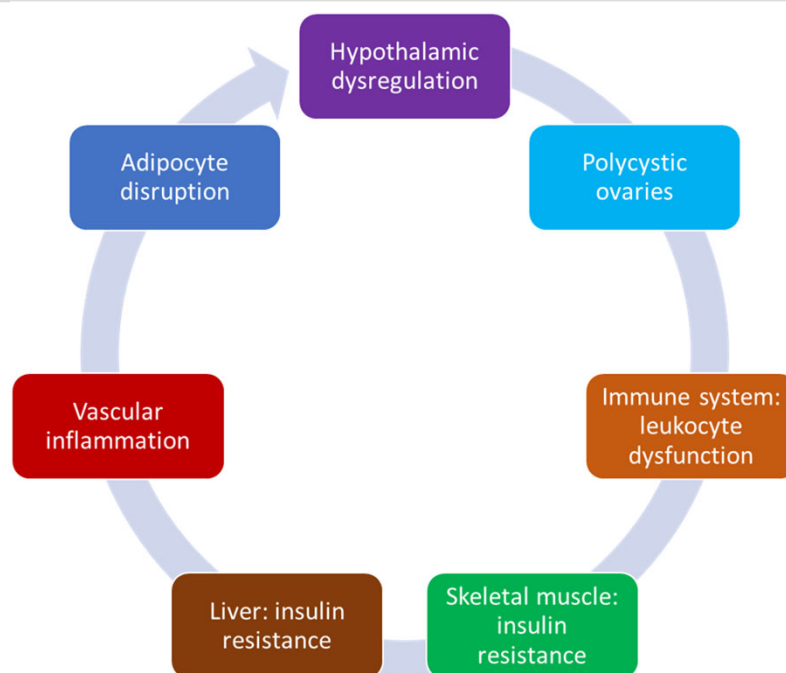 Hypothalamic
dysregulation
Polycystic
ovaries
Immune system:
leukocyte
dysfunction
Skeletal muscle:
insulin
resistance
Liver: insulin
resistance
Vascular
inflammation
Adipocyte
disruption